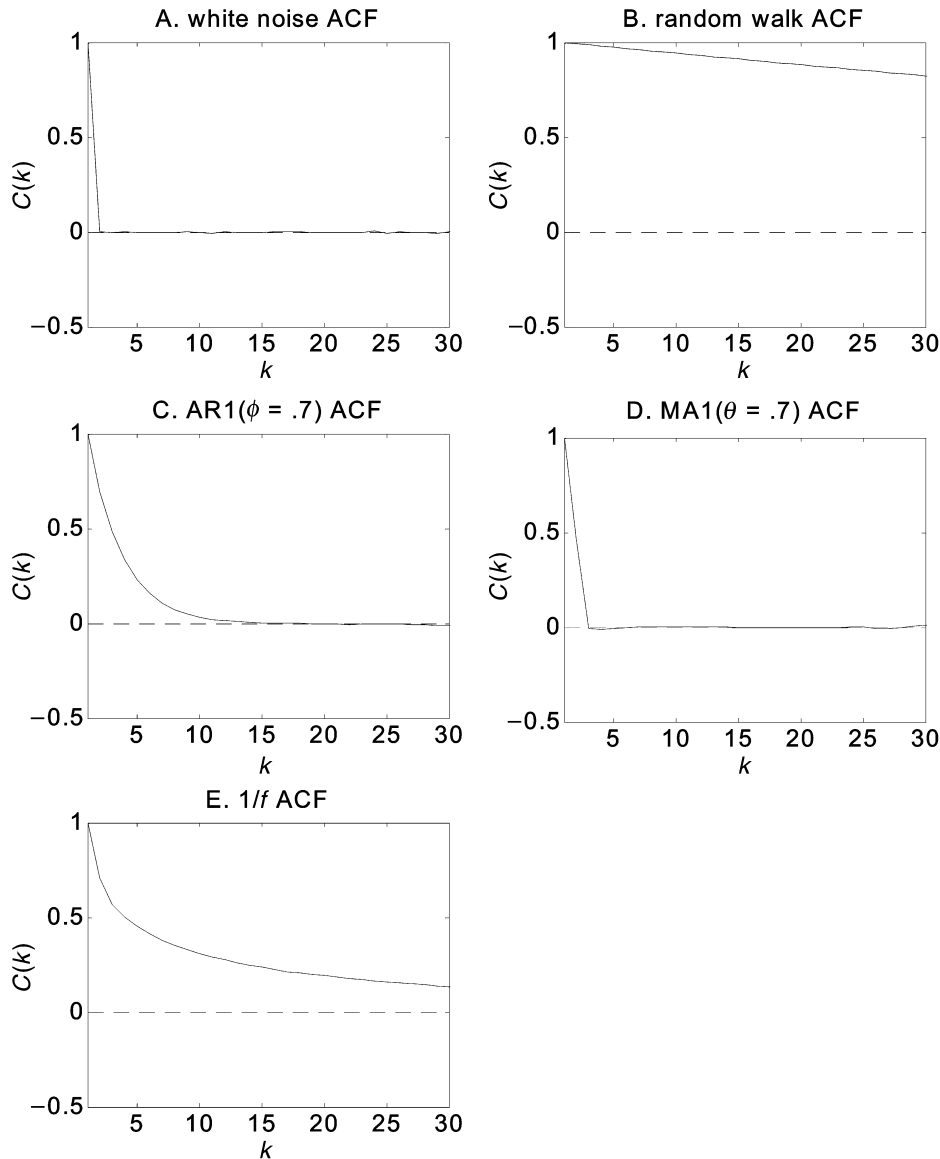 A. white noise ACF
1
0.5
0
−0.5
C(k)
5 10 15 20 25 30
k
B. random walk ACF
1
0.5
0
−0.5
C(k)
5 10 15 20 25 30
k
C. AR1(ϕ = .7) ACF
1
0.5
0
−0.5
C(k)
5 10 15 20 25 30
k
D. MA1(θ = .7) ACF
1
0.5
0
−0.5
C(k)
5 10 15 20 25 30
k
E. 1/f ACF
1
0.5
0
−0.5
C(k)
5 10 15 20 25 30
k